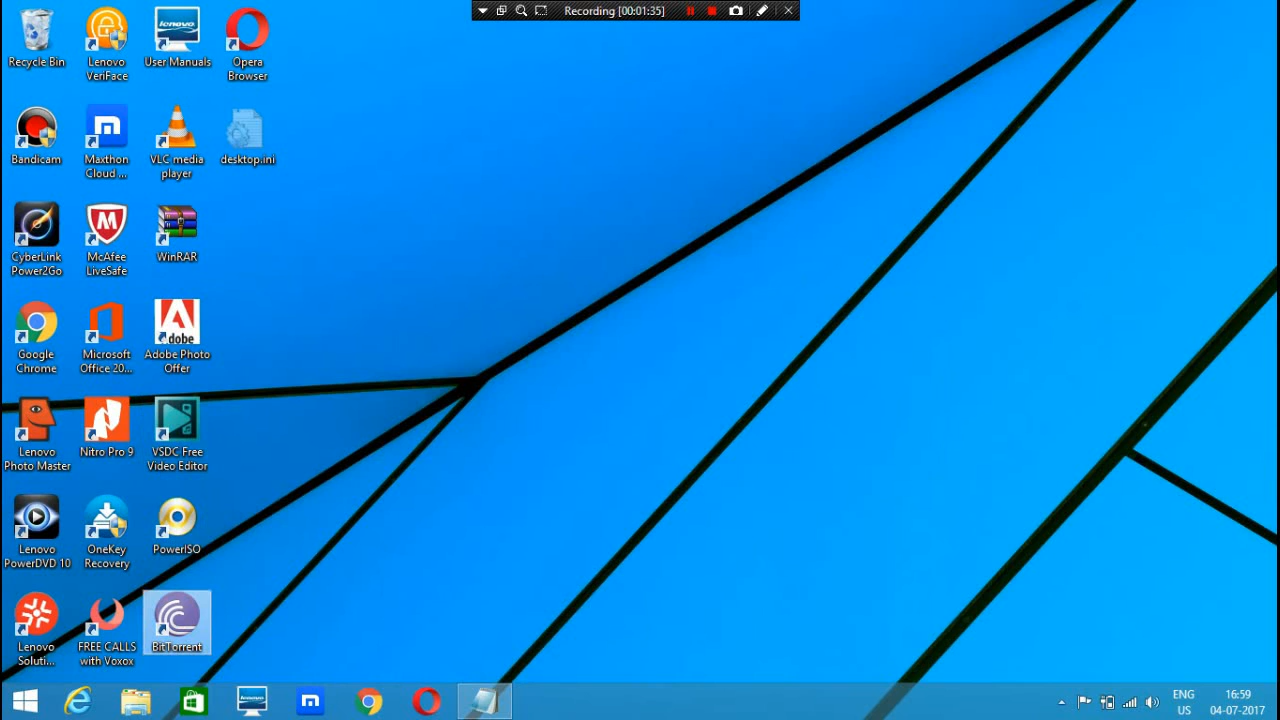 Recording [00:01:35]
Recycle Bin
Lenovo
VeriFace
lenovo
User Manuals
Opera
Browser
Bandicam
Maxthon
Cloud ...
VLC media
player
desktop.ini
CyberLink
Power2Go
McAfee
LiveSafe
WinRAR
Google
Chrome
Microsoft
Office 20...
Adobe
Adobe Photo
Offer
Lenovo
Photo Master
Nitro Pro 9
VSDC Free
Video Editor
Lenovo
PowerDVD 10
OneKey
Recovery
PowerISO
Lenovo
Soluti...
FREE CALLS
with Voxox
BitTorrent
lenovo
ENG
US
16:59
04-07-2017